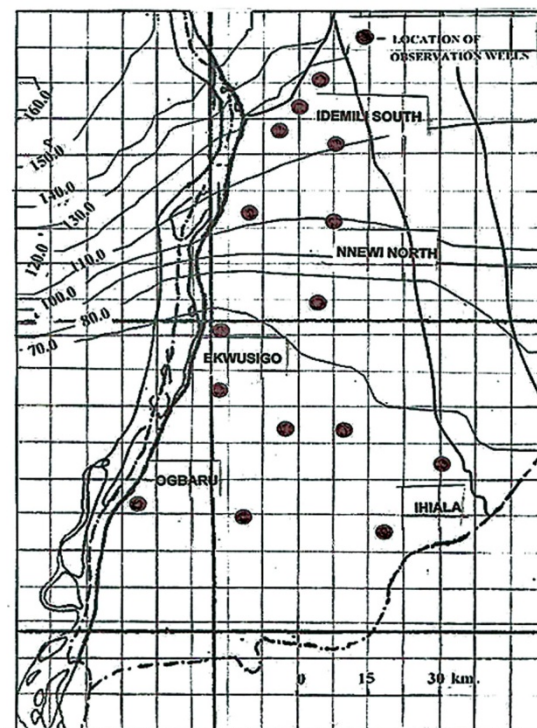 - LOCATION OF
OBSERVATION WELLS
160.0
IDEMILI SOUTH
150.0
140.0
130.0
120.0
110.0
NNEWI NORTH
100.0
80.0
70.0
EKWUSIGO
OGBARU
IHIALA
0 15 30 km.